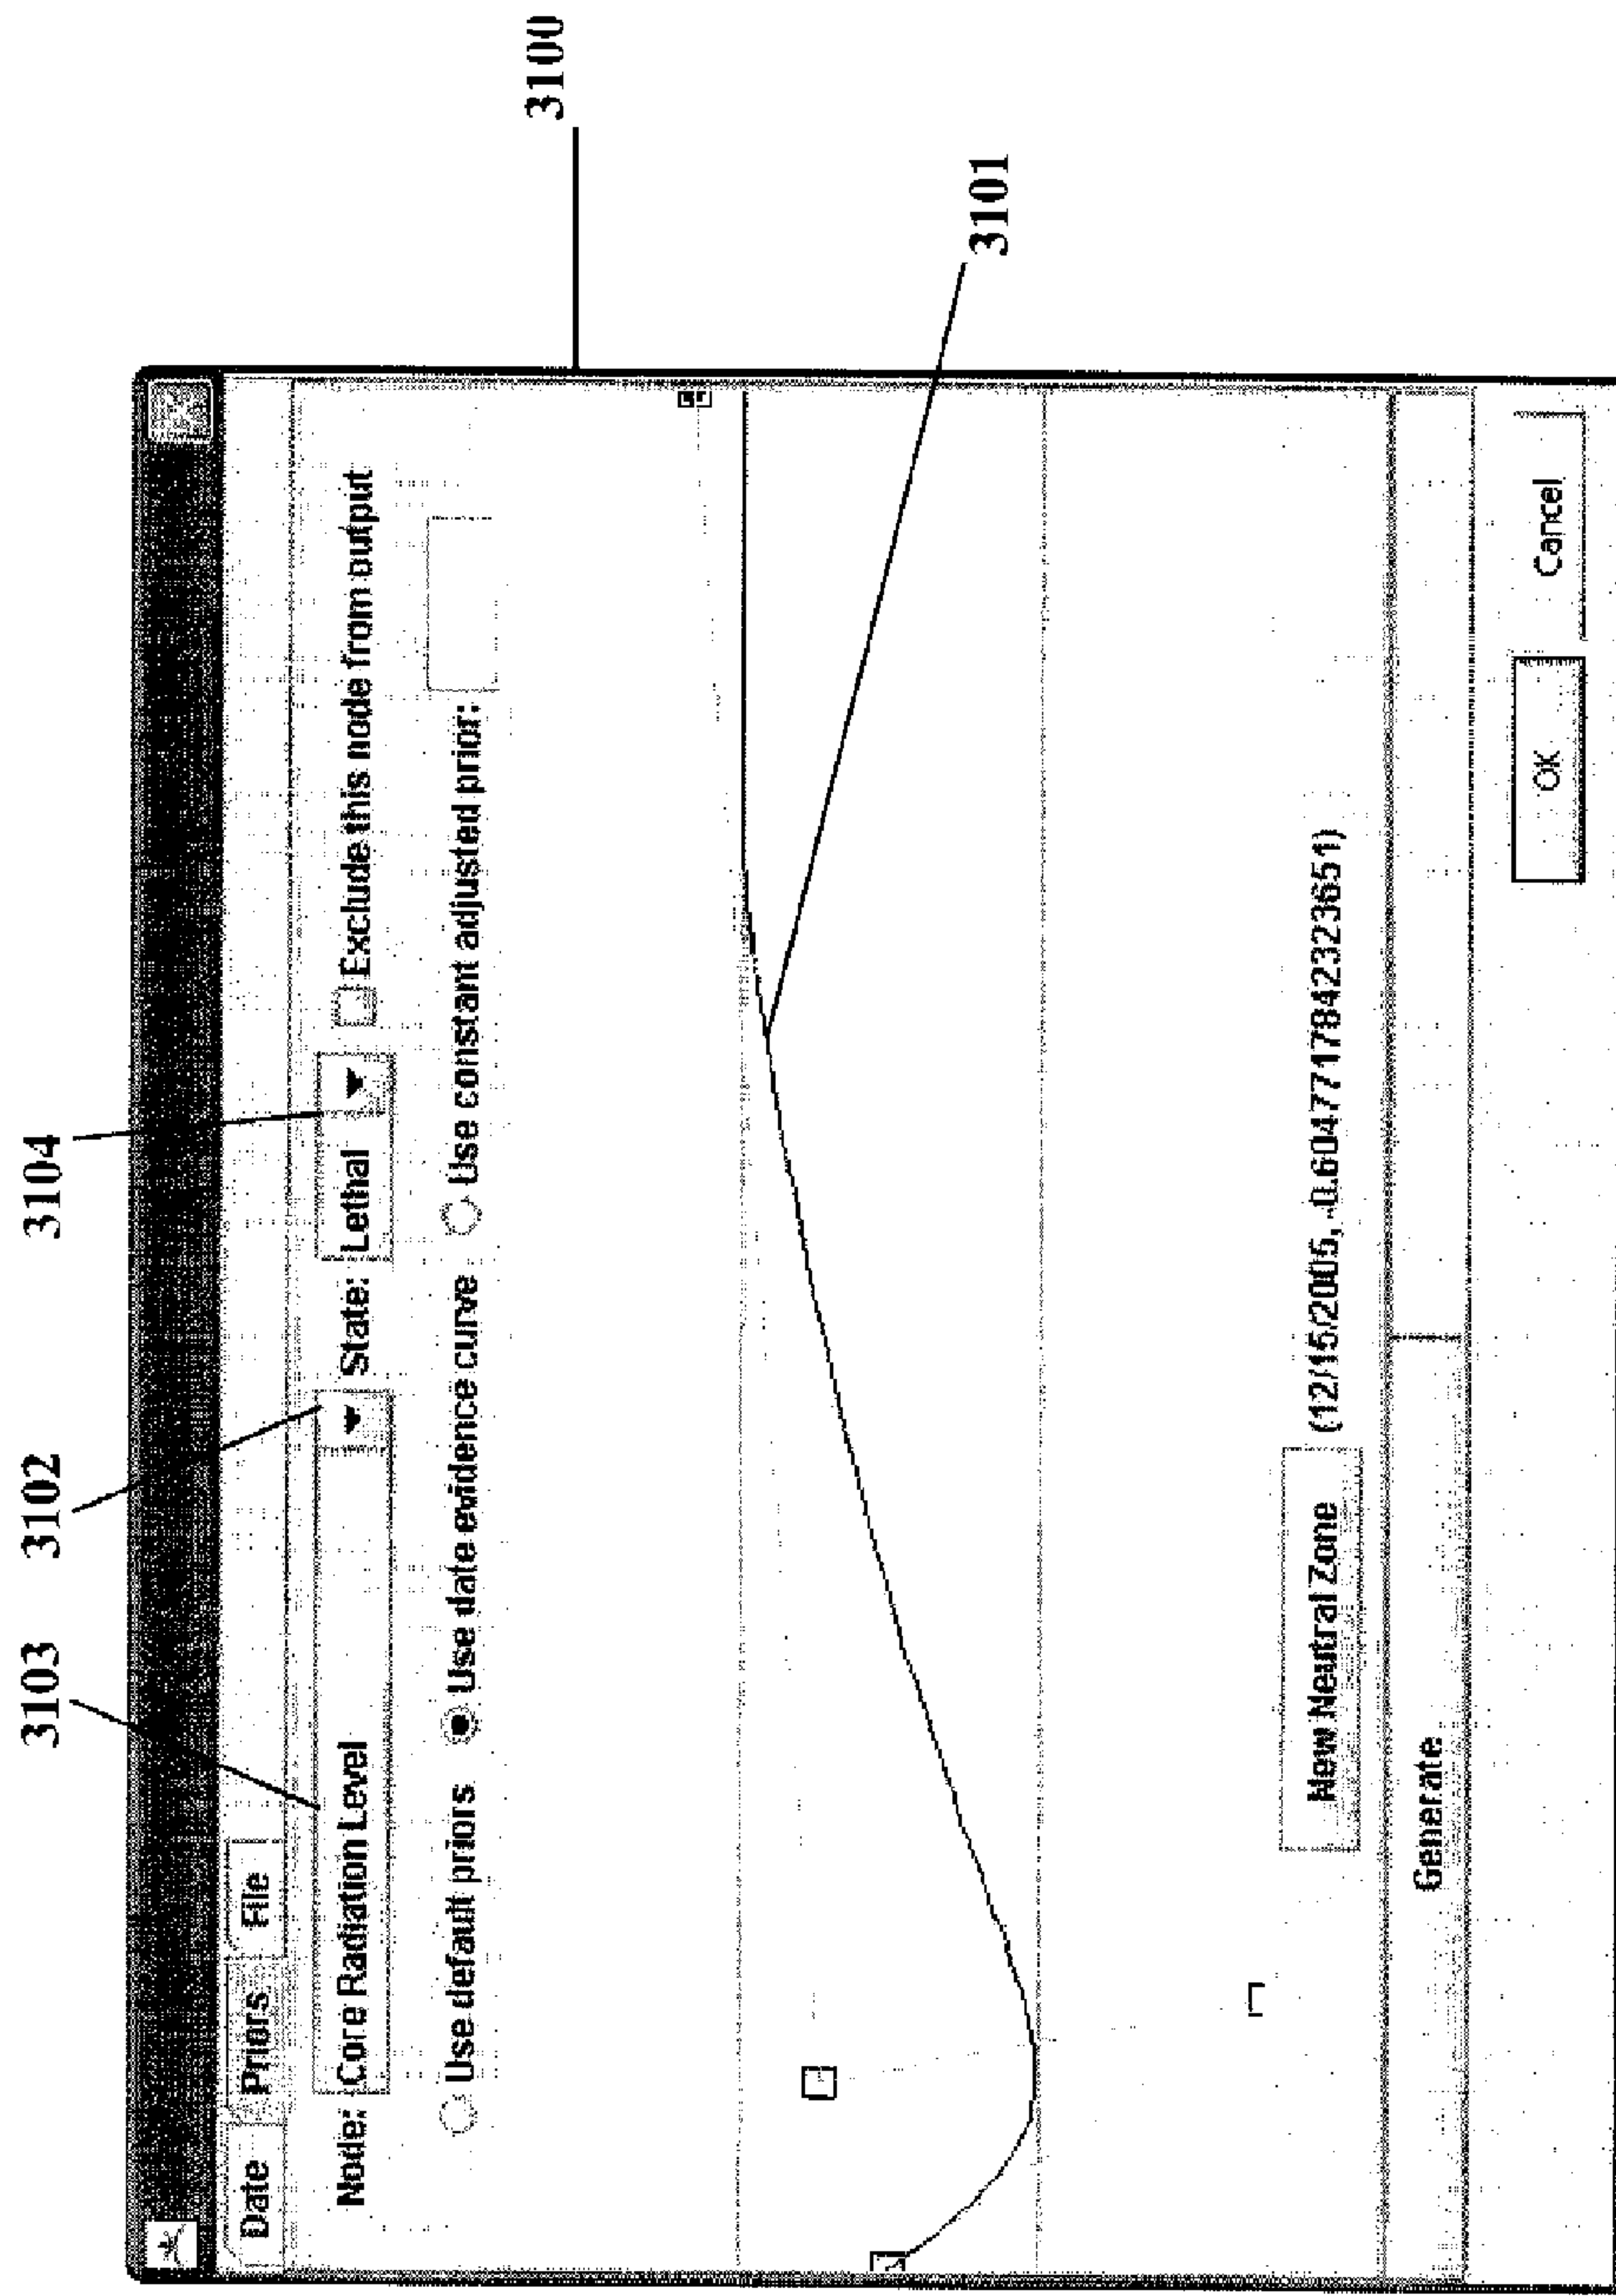 3103
3102
3104
3100
3101
Date Priors File
Node: Core Radiation Level State: Lethal Exclude this node from output
Use default priors Use date evidence curve Use constant adjusted prior:
New Neutral Zone (12/15/2005, -0.6047717842323651)
Generate
OK Cancel